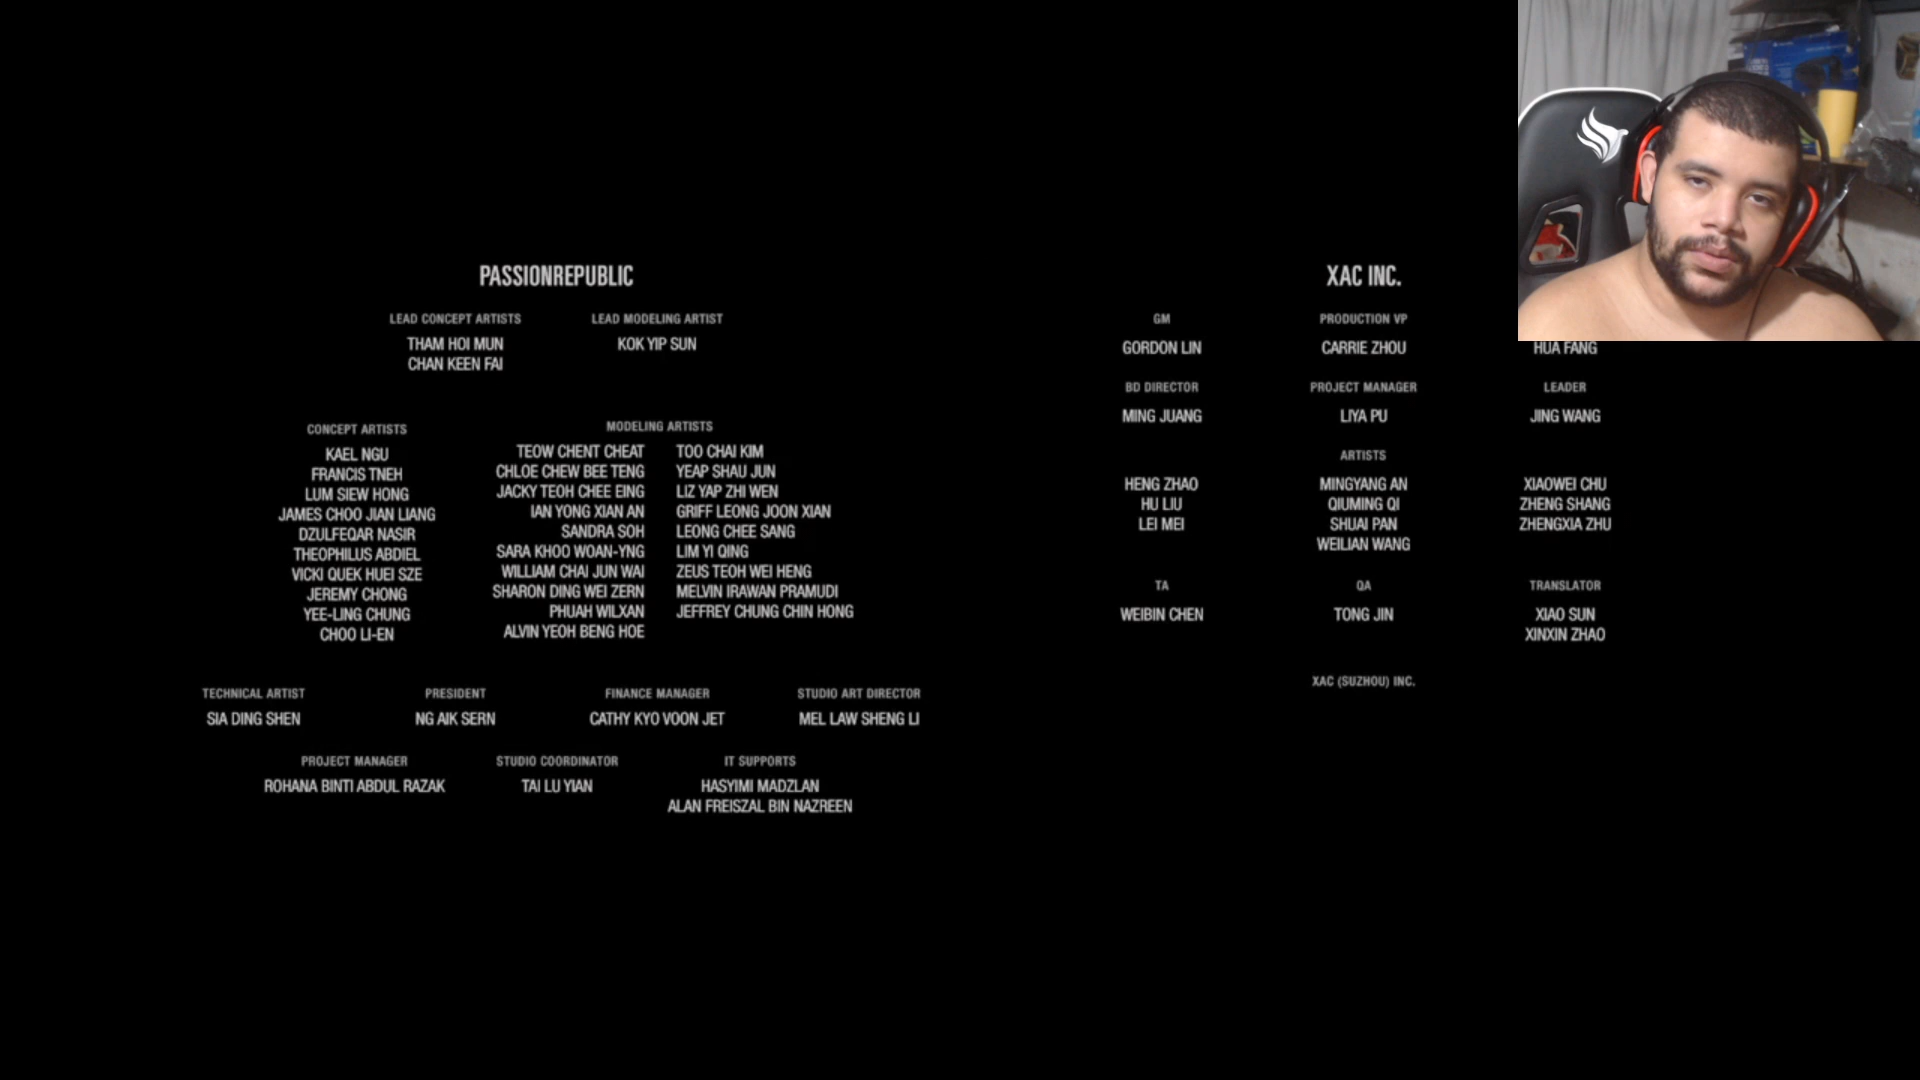 PASSIONREPUBLIC
LEAD CONCEPT ARTISTS
THAM HOI MUN
CHAN KEEN FAI
LEAD MODELING ARTIST
KOK YIP SUN
CONCEPT ARTISTS
KAEL NGU
FRANCIS TNEH
LUM SIEW HONG
JAMES CHOO JIAN LIANG
DZULFEQAR NASIR
THEOPHILUS ABDIEL
VICKI QUEK HUEI SZE
JEREMY CHONG
YEE-LING CHUNG
CHOO LI-EN
MODELING ARTISTS
TEOW CHENT CHEAT
CHLOE CHEW BEE TENG
JACKY TEOH CHEE EING
IAN YONG XIAN AN
SANDRA SOH
SARA KHOO WOAN-YNG
WILLIAM CHAI JUN WAI
SHARON DING WEI ZERN
PHUAH WILXAN
ALVIN YEOH BENG HOE
TOO CHAI KIM
YEAP SHAU JUN
LIZ YAP ZHI WEN
GRIFF LEONG JOON XIAN
LEONG CHEE SANG
LIM YI QING
ZEUS TEOH WEI HENG
MELVIN IRAWAN PRAMUDI
JEFFREY CHUNG CHIN HONG
TECHNICAL ARTIST
SIA DING SHEN
PRESIDENT
NG AIK SERN
FINANCE MANAGER
CATHY KYO VOON JET
STUDIO ART DIRECTOR
MEL LAW SHENG LI
PROJECT MANAGER
ROHANA BINTI ABDUL RAZAK
STUDIO COORDINATOR
TAI LU YIAN
IT SUPPORTS
HASYIMI MADZLAN
ALAN FREISZAL BIN NAZREEN
XAC INC.
GM
GORDON LIN
PRODUCTION VP
CARRIE ZHOU
HUA FANG
BD DIRECTOR
MING JUANG
PROJECT MANAGER
LIYA PU
LEADER
JING WANG
ARTISTS
HENG ZHAO
HU LIU
LEI MEI
MINGYANG AN
QIUMING QI
SHUAI PAN
WEILIAN WANG
XIAOWEI CHU
ZHENG SHANG
ZHENGXIA ZHU
TA
WEIBIN CHEN
QA
TONG JIN
TRANSLATOR
XIAO SUN
XINXIN ZHAO
XAC (SUZHOU) INC.